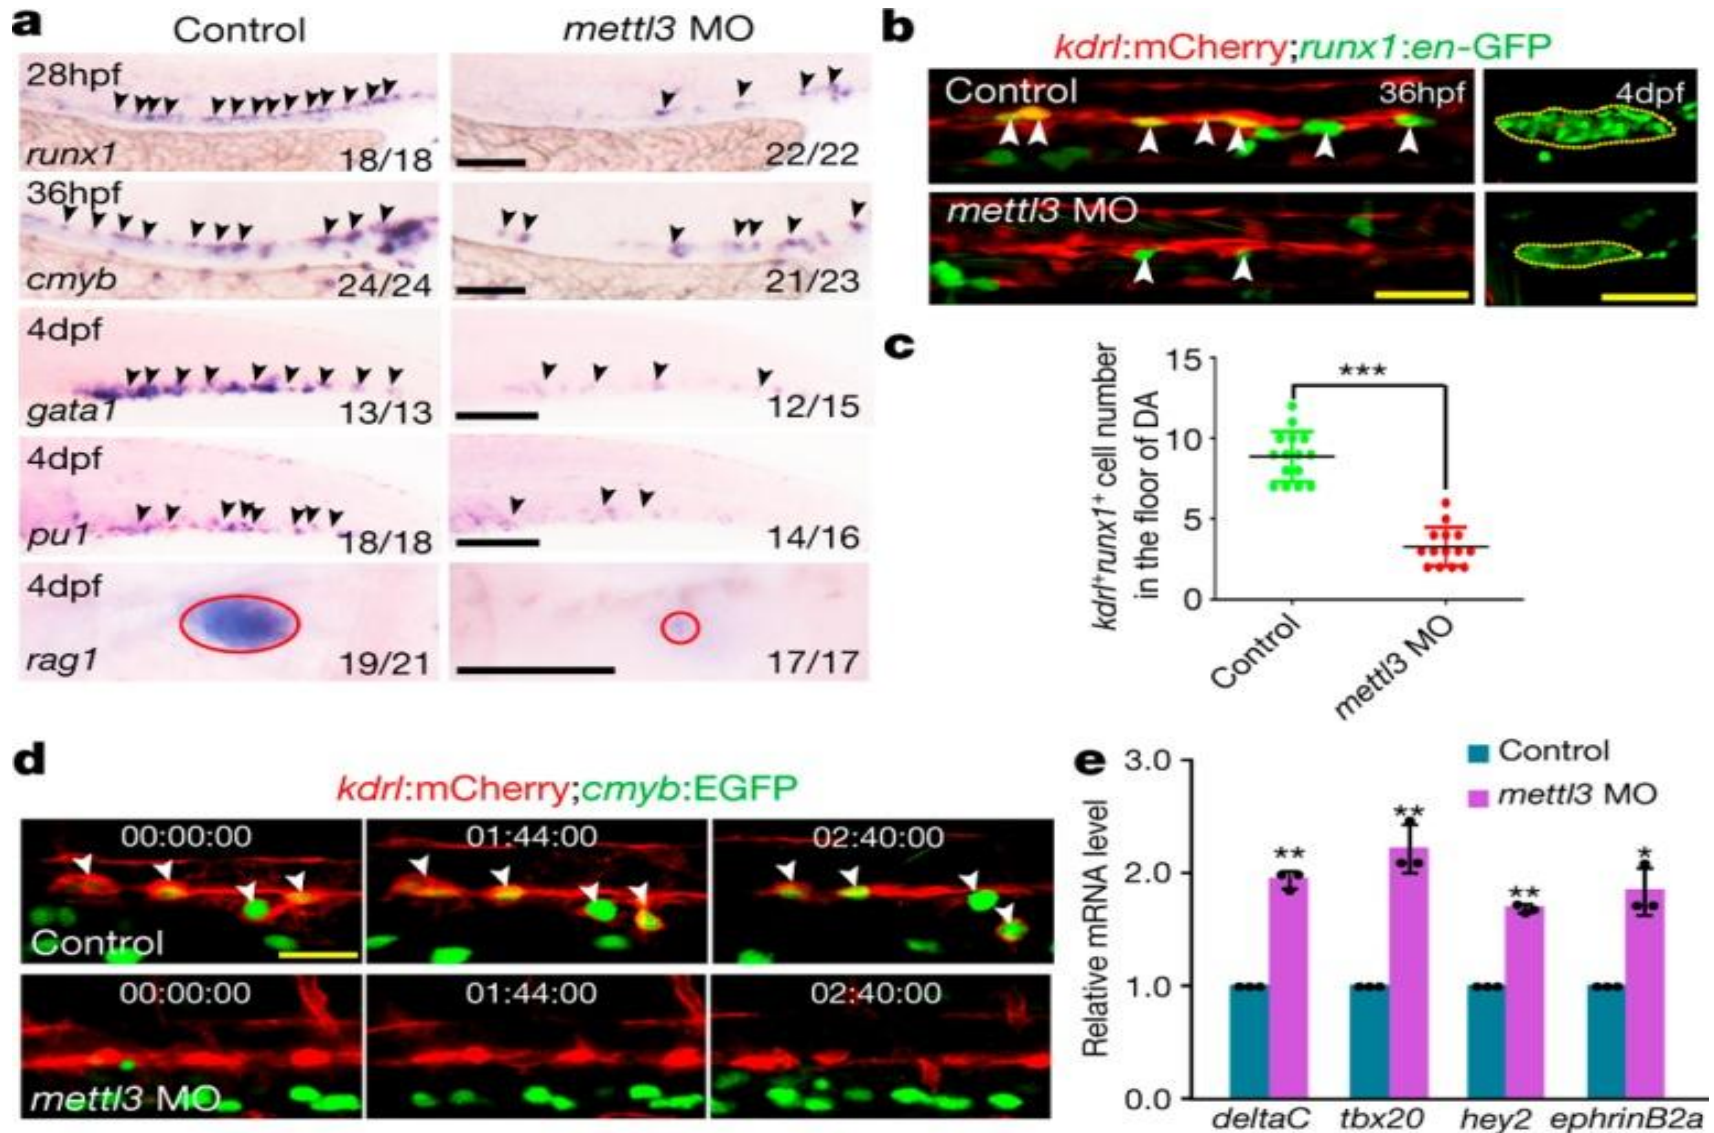 a
Control
mettl3 MO
28hpf
runx1
18/18
22/22
36hpf
cmyb
24/24
21/23
4dpf
gata1
13/13
12/15
4dpf
pu1
18/18
14/16
4dpf
rag1
19/21
17/17
b
kdrl:mCherry;runx1:en-GFP
Control
36hpf
4dpf
mettl3 MO
c
kdrl+runx1+ cell number
in the floor of DA
15
10
5
0
***
Control
mettl3 MO
d
kdrl:mCherry;cmyb:EGFP
00:00:00
01:44:00
02:40:00
Control
00:00:00
01:44:00
02:40:00
mettl3 MO
e
Relative mRNA level
3.0
2.0
1.0
0.0
Control
mettl3 MO
**
**
**
*
deltaC
tbx20
hey2
ephrinB2a